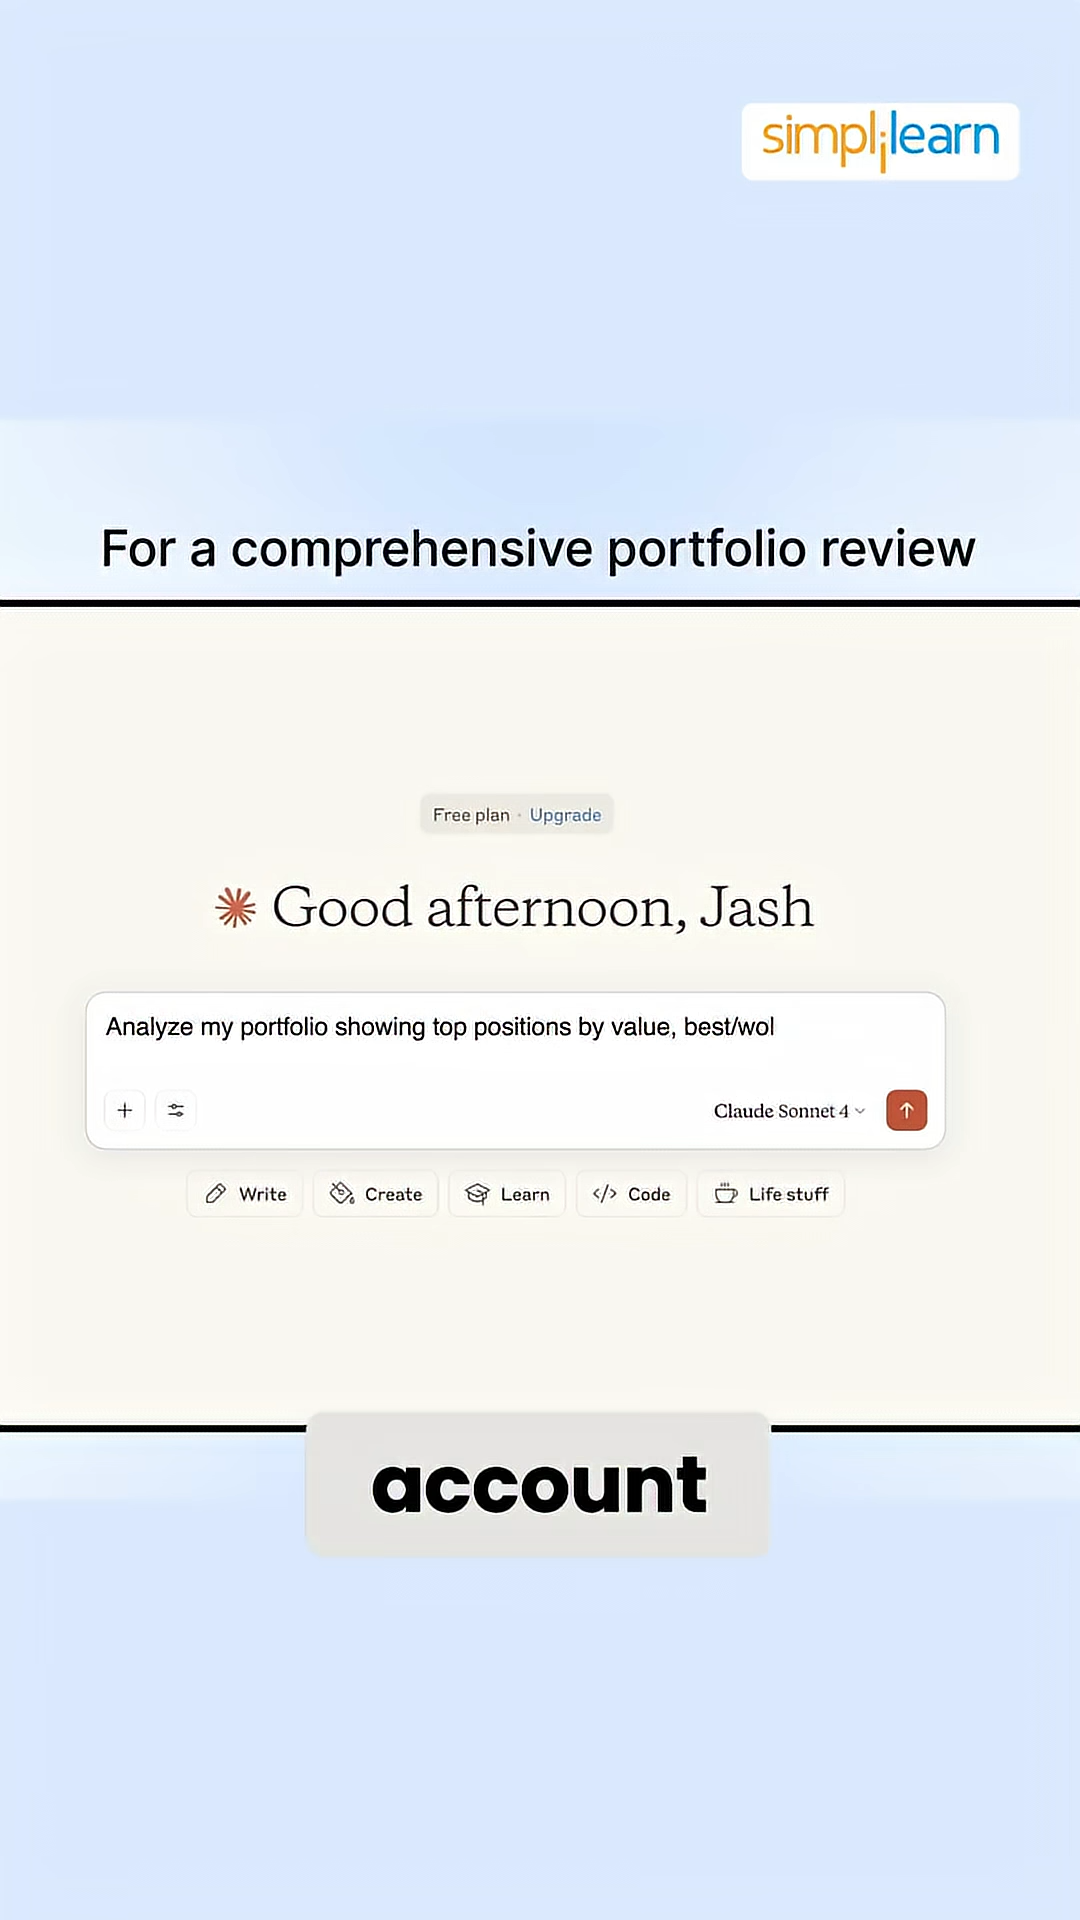 simplilearn
For a comprehensive portfolio review
Free plan · Upgrade
Good afternoon, Jash
Analyze my portfolio showing top positions by value, best/wol
Claude Sonnet 4
Write
Create
Learn
Code
Life stuff
account